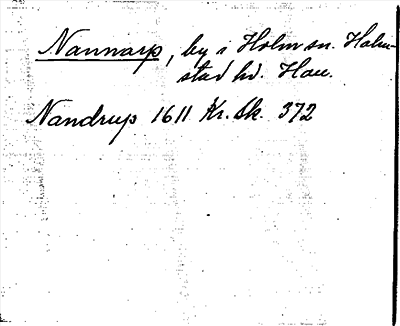 Nannarp, by i Holm sn. Halm-
stad hd. Hall.
Nandrup 1611 Kr. Sk. 372